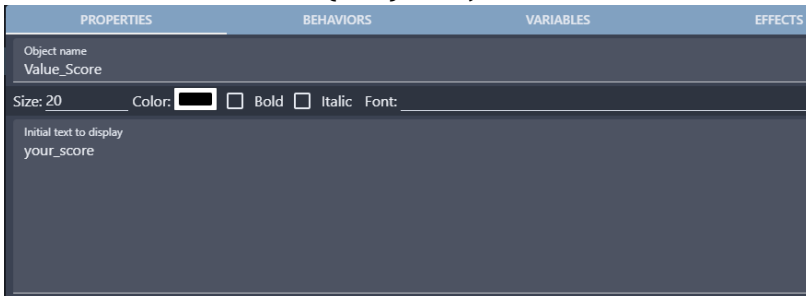 PROPERTIES BEHAVIORS VARIABLES EFFECTS
Object name
Value_Score
Size: 20 Color: Bold Italic Font:
Initial text to display
your_score